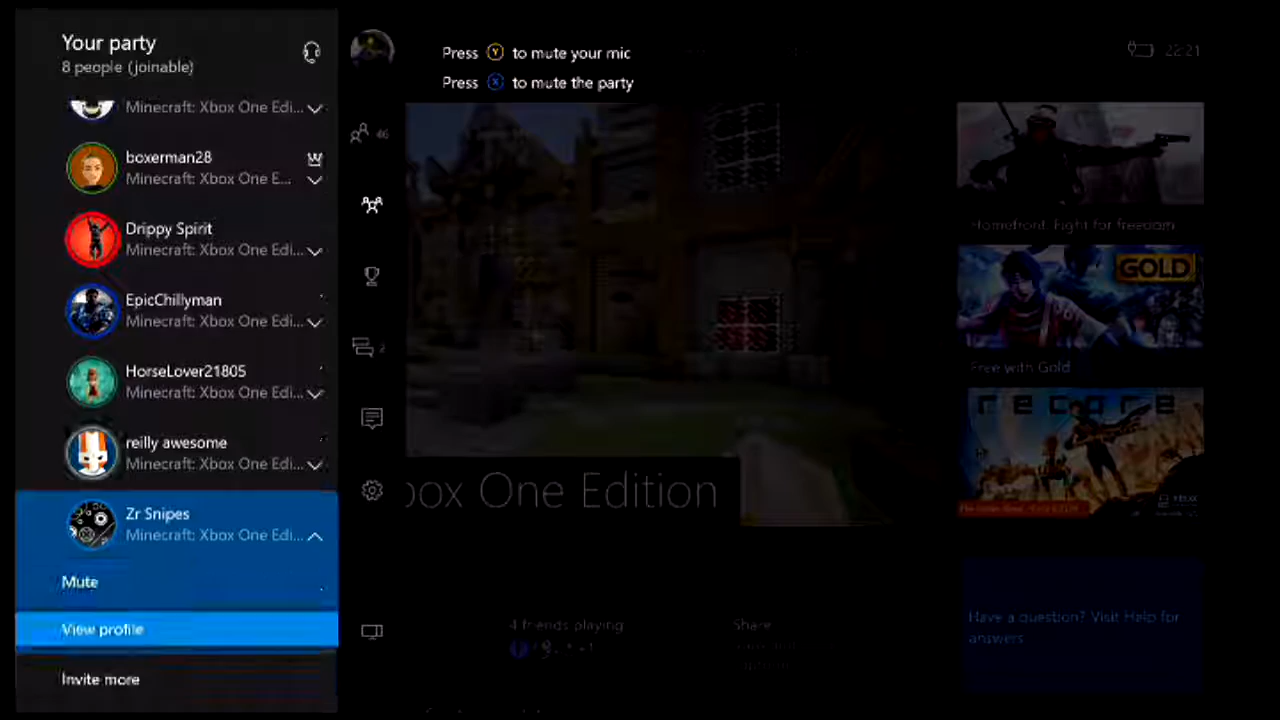 Your party
8 people (joinable)
Minecraft: Xbox One Edi...
boxerman28
Minecraft: Xbox One E...
Drippy Spirit
Minecraft: Xbox One Edi...
EpicChillyman
Minecraft: Xbox One Edi...
HorseLover21805
Minecraft: Xbox One Edi...
reilly awesome
Minecraft: Xbox One Edi...
Zr Snipes
Minecraft: Xbox One Edi...
Mute
View profile
Invite more
46
2
Press Y to mute your mic
Press X to mute the party
22:21
box One Edition
4 friends playing
Share
Homefront: Fight for freedom
GOLD
Free with Gold
recore
Have a question? Visit Help for
answers